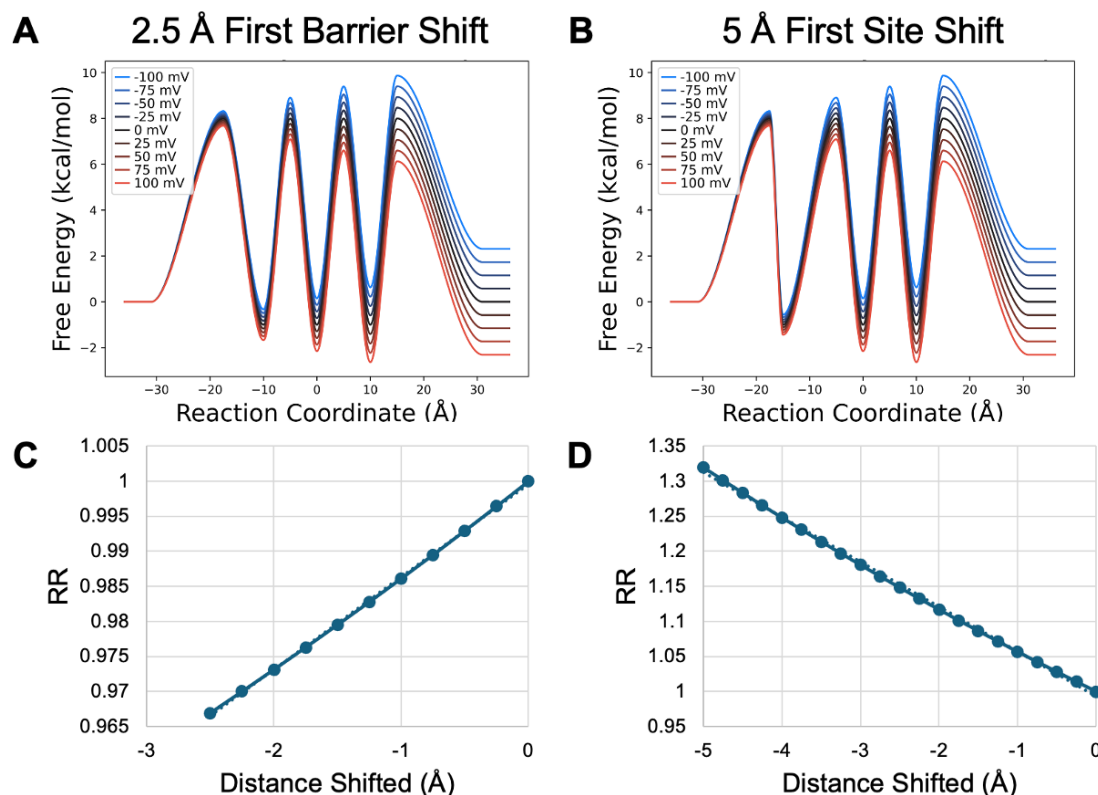 A 2.5 Å First Barrier Shift
Free Energy (kcal/mol)
10
8
6
4
2
0
−2
-100 mV
-75 mV
-50 mV
-25 mV
0 mV
25 mV
50 mV
75 mV
100 mV
−30 −20 −10 0 10 20 30
Reaction Coordinate (Å)
B 5 Å First Site Shift
Free Energy (kcal/mol)
10
8
6
4
2
0
−2
-100 mV
-75 mV
-50 mV
-25 mV
0 mV
25 mV
50 mV
75 mV
100 mV
−30 −20 −10 0 10 20 30
Reaction Coordinate (Å)
C
RR
1.005
1
0.995
0.99
0.985
0.98
0.975
0.97
0.965
-3 -2 -1 0
Distance Shifted (Å)
D
RR
1.35
1.3
1.25
1.2
1.15
1.1
1.05
1
0.95
-5 -4 -3 -2 -1 0
Distance Shifted (Å)